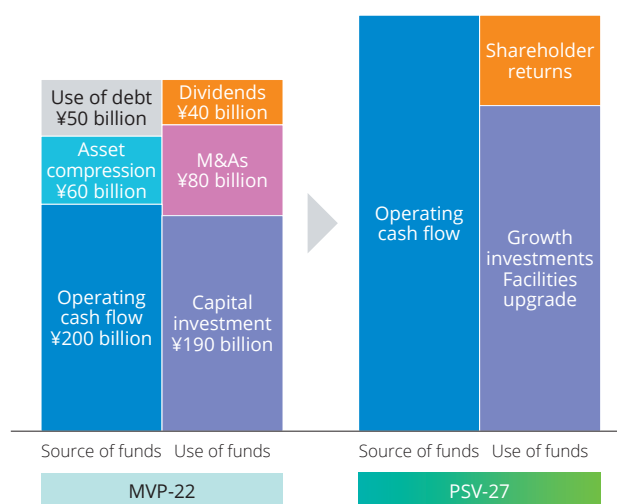 Use of debt
¥50 billion
Asset
compression
¥60 billion
Operating
cash flow
¥200 billion
Dividends
¥40 billion
M&As
¥80 billion
Capital
investment
¥190 billion
Operating
cash flow
Shareholder
returns
Growth
investments
Facilities
upgrade
Source of funds
Use of funds
Source of funds
Use of funds
MVP-22
PSV-27